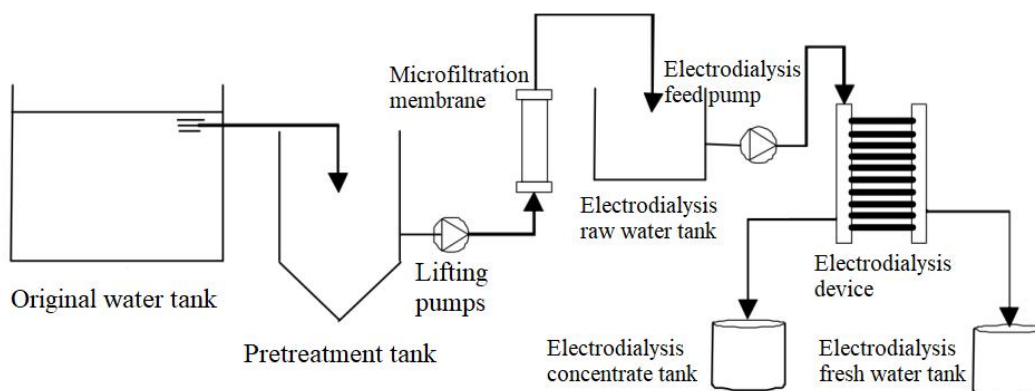 Microfiltration
membrane
Electrodialysis
feed pump
Original water tank
Pretreatment tank
Lifting
pumps
Electrodialysis
raw water tank
Electrodialysis
device
Electrodialysis
concentrate tank
Electrodialysis
fresh water tank